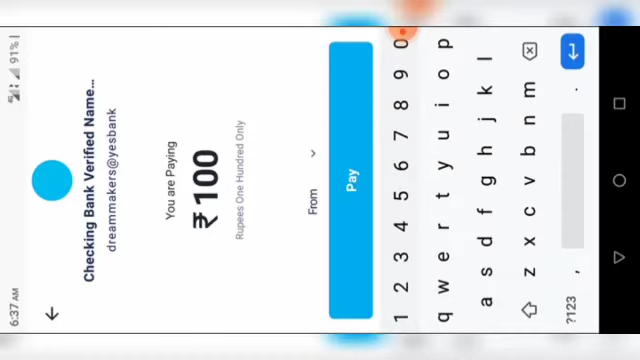 6:37 AM 4G 91%
Checking Bank Verified Name...
dreammakers@yesbank
You are Paying
₹100
Rupees One Hundred Only
From
Pay
1 2 3 4 5 6 7 8 9 0
q w e r t y u i o p
a s d f g h j k l
z x c v b n m
?123 , .